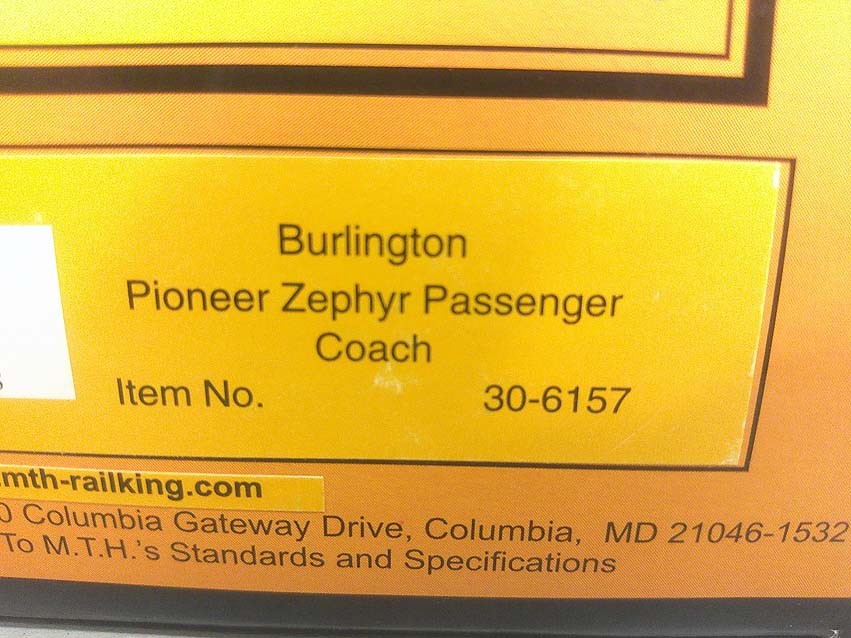 Burlington
Pioneer Zephyr Passenger
Coach
Item No. 30-6157
mth-railking.com
0 Columbia Gateway Drive, Columbia, MD 21046-1532
To M.T.H.'s Standards and Specifications